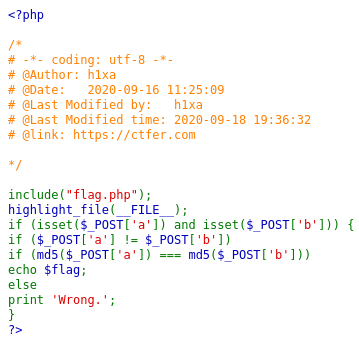 <?php
/*
# -*- coding: utf-8 -*-
# @Author: h1xa
# @Date:   2020-09-16 11:25:09
# @Last Modified by:   h1xa
# @Last Modified time: 2020-09-18 19:36:32
# @link: https://ctfer.com
*/
include("flag.php");
highlight_file(__FILE__);
if (isset($_POST['a']) and isset($_POST['b'])) {
if ($_POST['a'] != $_POST['b'])
if (md5($_POST['a']) === md5($_POST['b']))
echo $flag;
else
print 'Wrong.';
}
?>